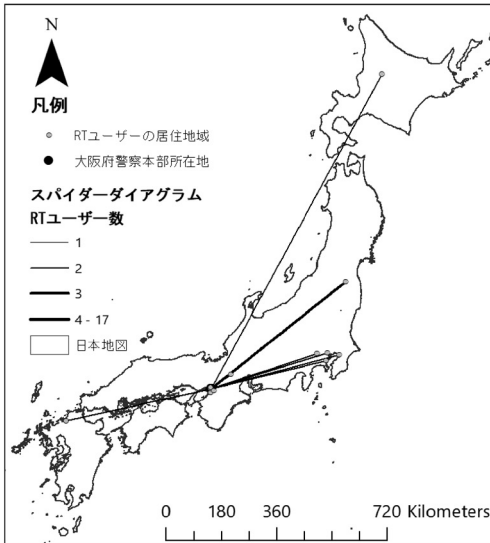 N
凡例
RTユーザーの居住地域
大阪府警察本部所在地
スパイダーダイアグラム
RTユーザー数
1
2
3
4 - 17
日本地図
0 180 360 720 Kilometers